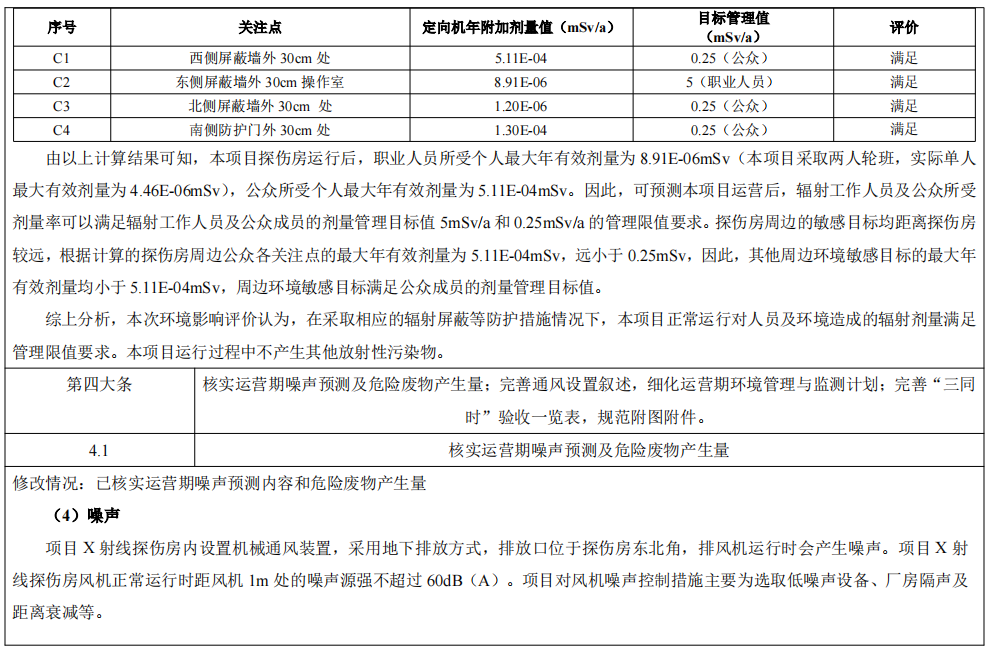 序号 关注点 定向机年附加剂量值（mSv/a） 目标管理值（mSv/a） 评价
C1 西侧屏蔽墙外 30cm 处 5.11E-04 0.25（公众） 满足
C2 东侧屏蔽墙外 30cm 操作室 8.91E-06 5（职业人员） 满足
C3 北侧屏蔽墙外 30cm 处 1.20E-06 0.25（公众） 满足
C4 南侧防护门外 30 处 1.30E-04 0.25（公众） 满足
由以上计算结果可知，本项目探伤房运行后，职业人员所受个人最大年有效剂量为 8.91E-06mSv（本项目采取两人轮班，实际单人
最大有效剂量为 4.46E-06mSv），公众所受个人最大年有效剂量为 5.11E-04mSv。因此，可预测本项目运营后，辐射工作人员及公众所受
剂量率可以满足辐射工作人员及公众成员的剂量管理目标值 5mSv/a 和 0.25mSv/a 的管理限值要求。探伤房周边的敏感目标均距离探伤房
较远，根据计算的探伤房周边公众各关注点的最大年有效剂量为 5.11E-04mSv，远小于 0.25mSv，因此，其他周边环境敏感目标的最大年
有效剂量均小于 5.11E-04mSv，周边环境敏感目标满足公众成员的剂量管理目标值。
综上分析，本次环境影响评价认为，在采取相应的辐射屏蔽等防护措施情况下，本项目正常运行对人员及环境造成的辐射剂量满足
管理限值要求。本项目运行过程中不产生其他放射性污染物。
第四大条 核实运营期噪声预测及危险废物产生量；完善通风设置叙述，细化运营期环境管理与监测计划；完善“三同
时”验收一览表，规范附图附件。
4.1 核实运营期噪声预测及危险废物产生量
修改情况：已核实运营期噪声预测内容和危险废物产生量
（4）噪声
项目 X 射线探伤房内设置机械通风装置，采用地下排放方式，排放口位于探伤房东北角，排风机运行时会产生噪声。项目 X 射
线探伤房风机正常运行时距风机 1m 处的噪声源强不超过 60dB（A）。项目对风机噪声控制措施主要为选取低噪声设备、厂房隔声及
距离衰减等。